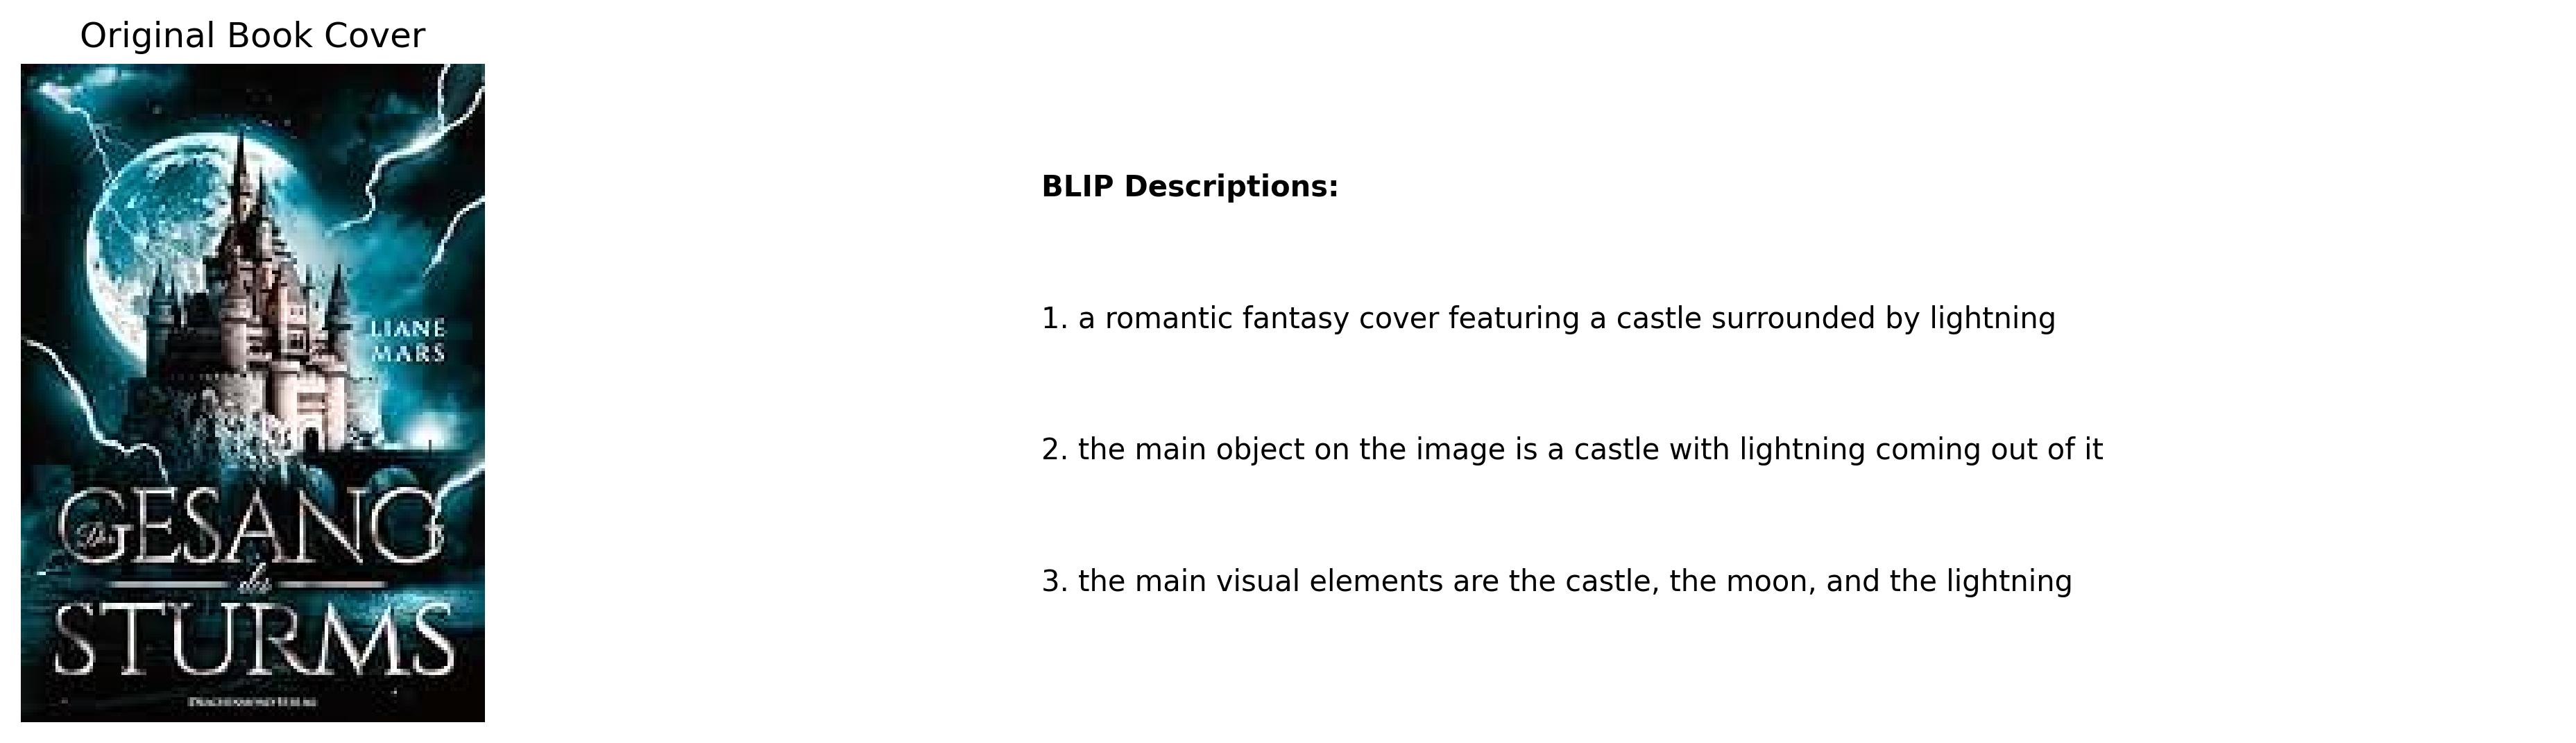 Original Book Cover
LIANE
MARS
Der
GESANG
des
STURMS
DRACHENMOND VERLAG
BLIP Descriptions:
1. a romantic fantasy cover featuring a castle surrounded by lightning
2. the main object on the image is a castle with lightning coming out of it
3. the main visual elements are the castle, the moon, and the lightning